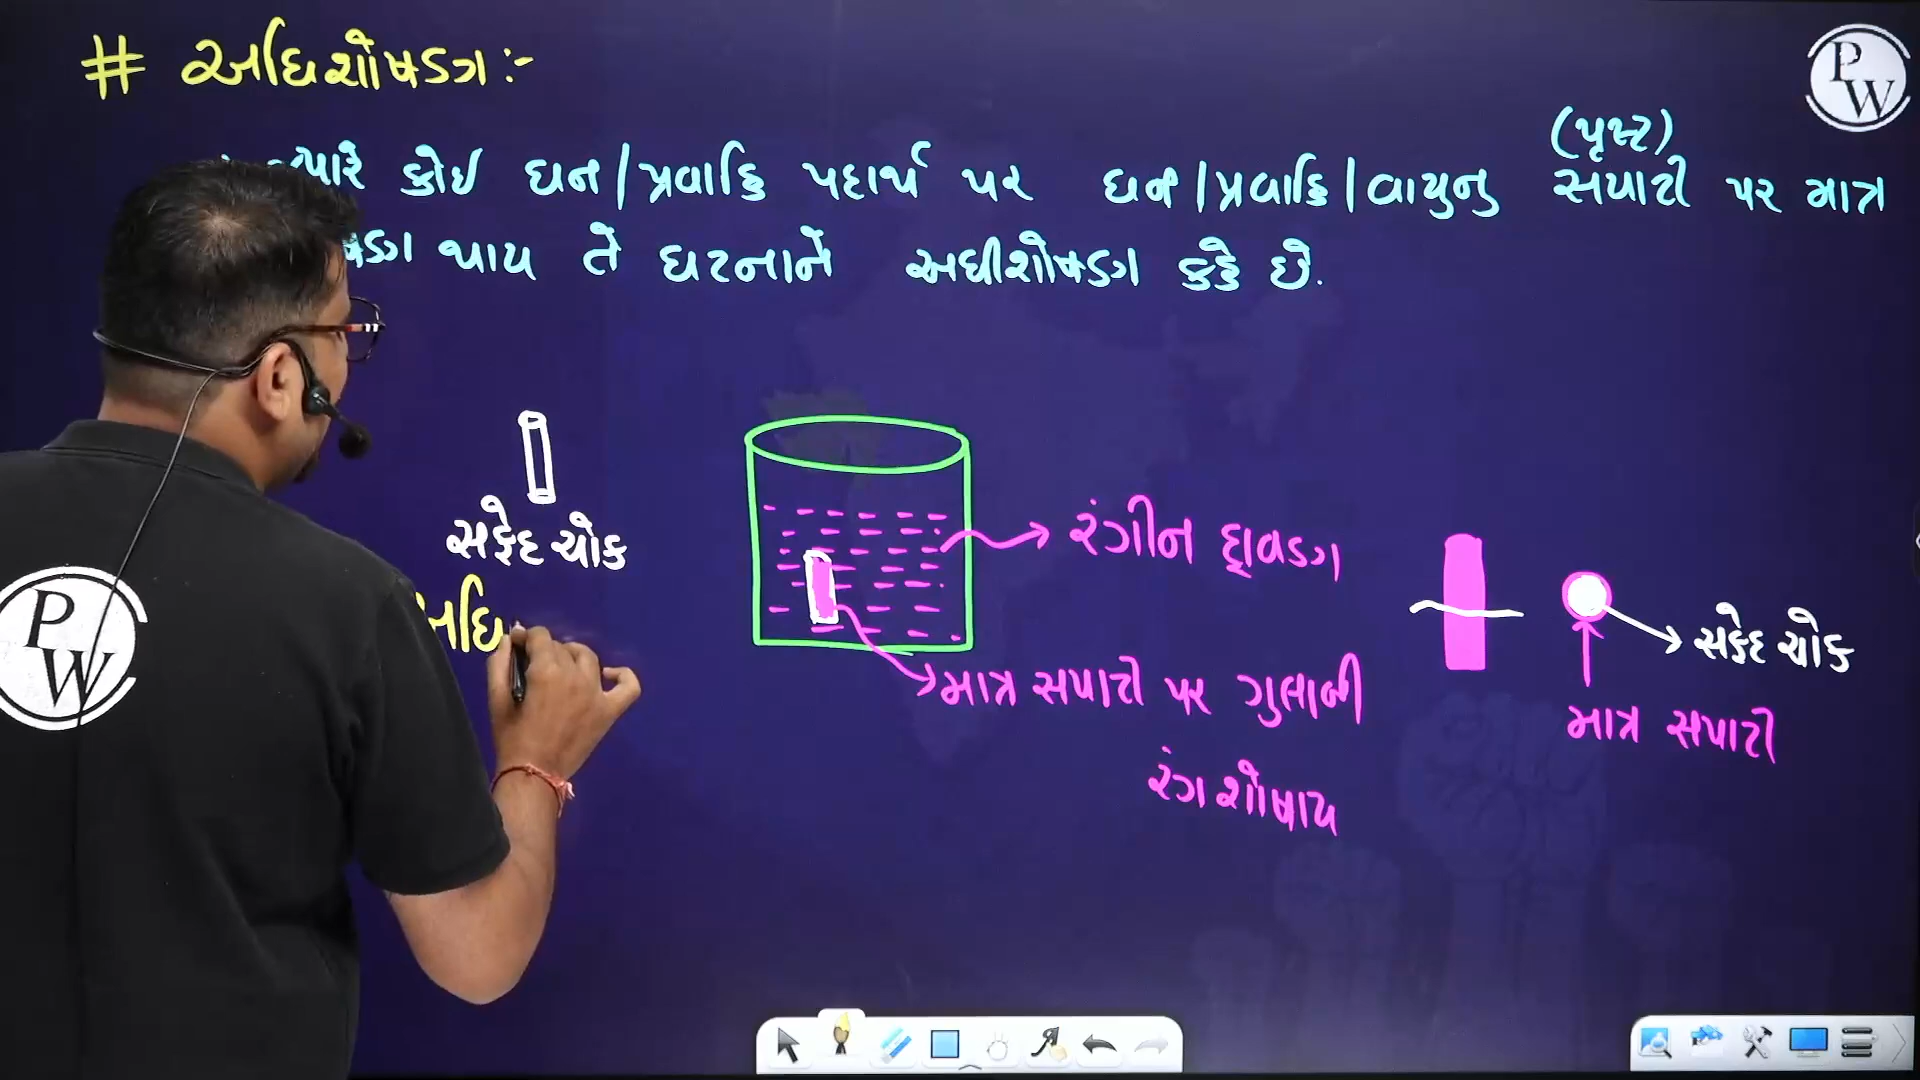 # અધિશોષણ :-
(પૃષ્ટ)
કોઈ ઘન / પ્રવાહિ પદાર્થ પર ઘન / પ્રવાહિ / વાયુનુ સપાટી પર માત્ર
થાય તે ઘટનાને અધીશોષણ કહે છે.
સફેદ ચોક
રંગીન દ્રાવણ
માત્ર સપાટી પર ગુલાબી
રંગ શોષાય
સફેદ ચોક
માત્ર સપાટી
અધિ
PW
PW